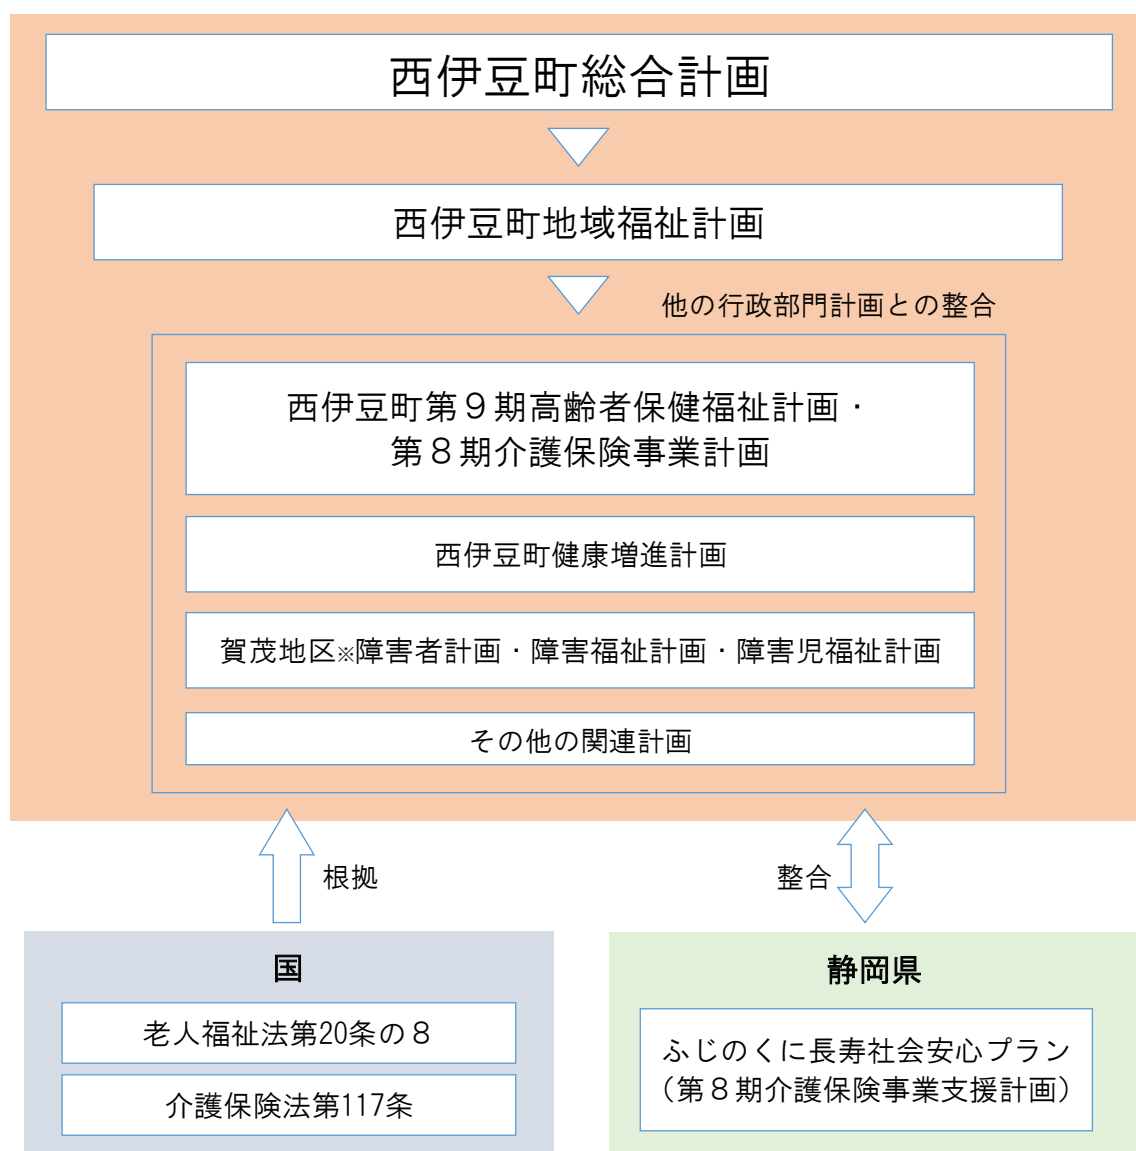 西伊豆町総合計画
西伊豆町地域福祉計画
他の行政部門計画との整合
西伊豆町第９期高齢者保健福祉計画・
第８期介護保険事業計画
西伊豆町健康増進計画
賀茂地区※障害者計画・障害福祉計画・障害児福祉計画
その他の関連計画
根拠
整合
国
老人福祉法第20条の８
介護保険法第117条
静岡県
ふじのくに長寿社会安心プラン
（第８期介護保険事業支援計画）